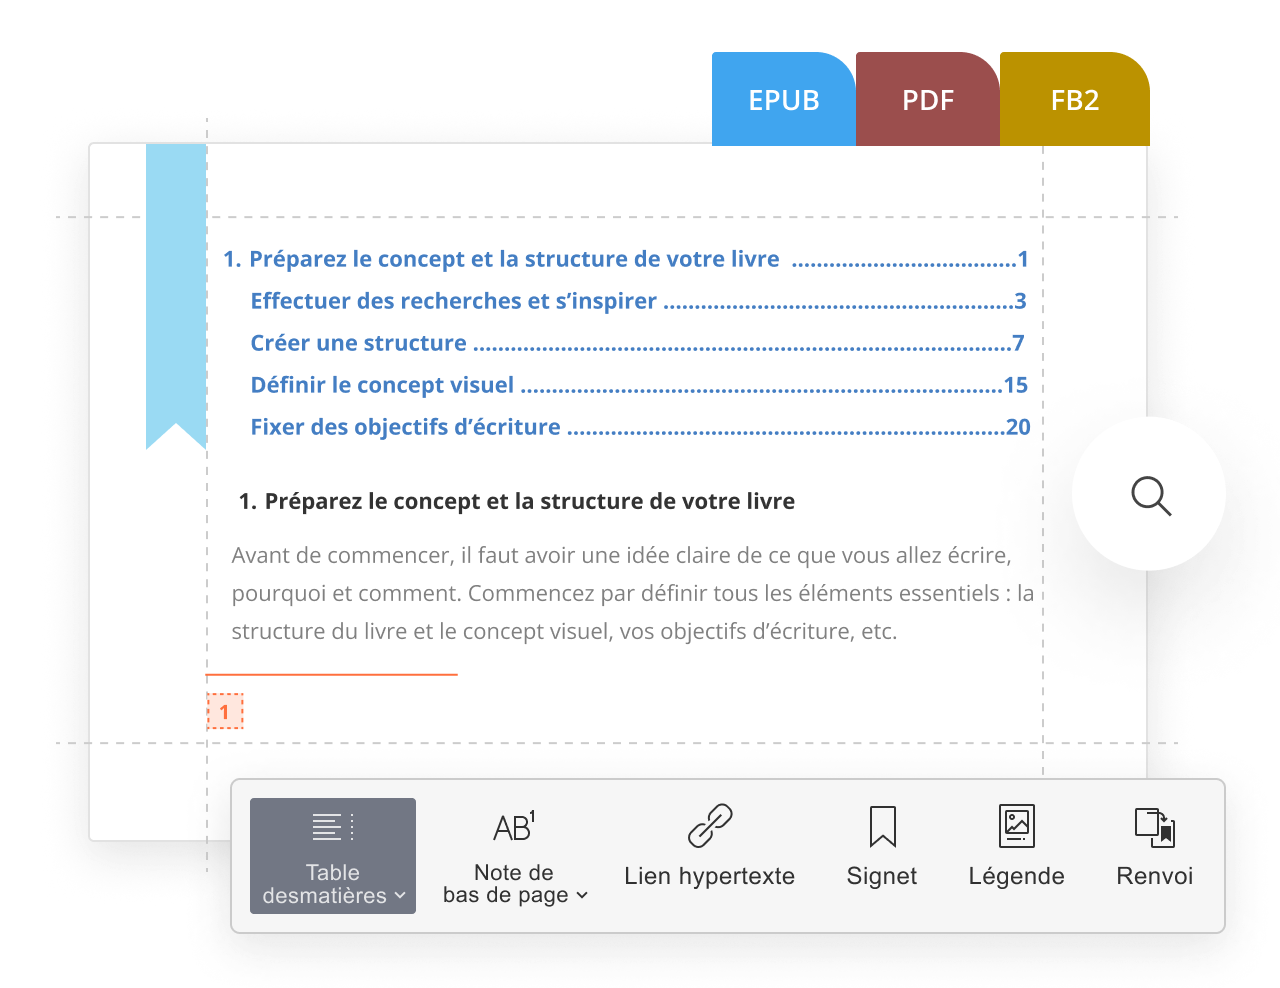 EPUB PDF FB2
1. Préparez le concept et la structure de votre livre ....................................1
Effectuer des recherches et s’inspirer ........................................................3
Créer une structure ......................................................................................7
Définir le concept visuel .............................................................................15
Fixer des objectifs d’écriture ......................................................................20
1. Préparez le concept et la structure de votre livre
Avant de commencer, il faut avoir une idée claire de ce que vous allez écrire,
pourquoi et comment. Commencez par définir tous les éléments essentiels : la
structure du livre et le concept visuel, vos objectifs d’écriture, etc.
1
AB¹
Table
desmatières
Note de
bas de page
Lien hypertexte
Signet
Légende
Renvoi